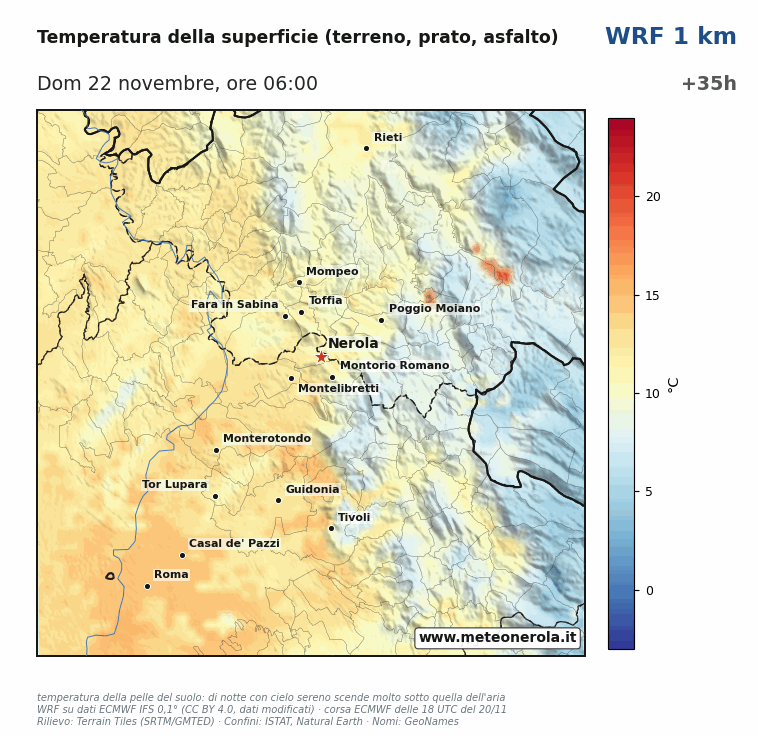 Temperatura della superficie (terreno, prato, asfalto)
WRF 1 km
Dom 22 novembre, ore 06:00
+35h
Rieti
Mompeo
Toffia
Fara in Sabina
Poggio Moiano
Nerola
Montorio Romano
Montelibretti
Monterotondo
Tor Lupara
Guidonia
Tivoli
Casal de' Pazzi
Roma
www.meteonerola.it
20
15
10
5
0
°C
temperatura della pelle del suolo: di notte con cielo sereno scende molto sotto quella dell'aria
WRF su dati ECMWF IFS 0,1° (CC BY 4.0, dati modificati) · corsa ECMWF delle 18 UTC del 20/11
Rilievo: Terrain Tiles (SRTM/GMTED) · Confini: ISTAT, Natural Earth · Nomi: GeoNames